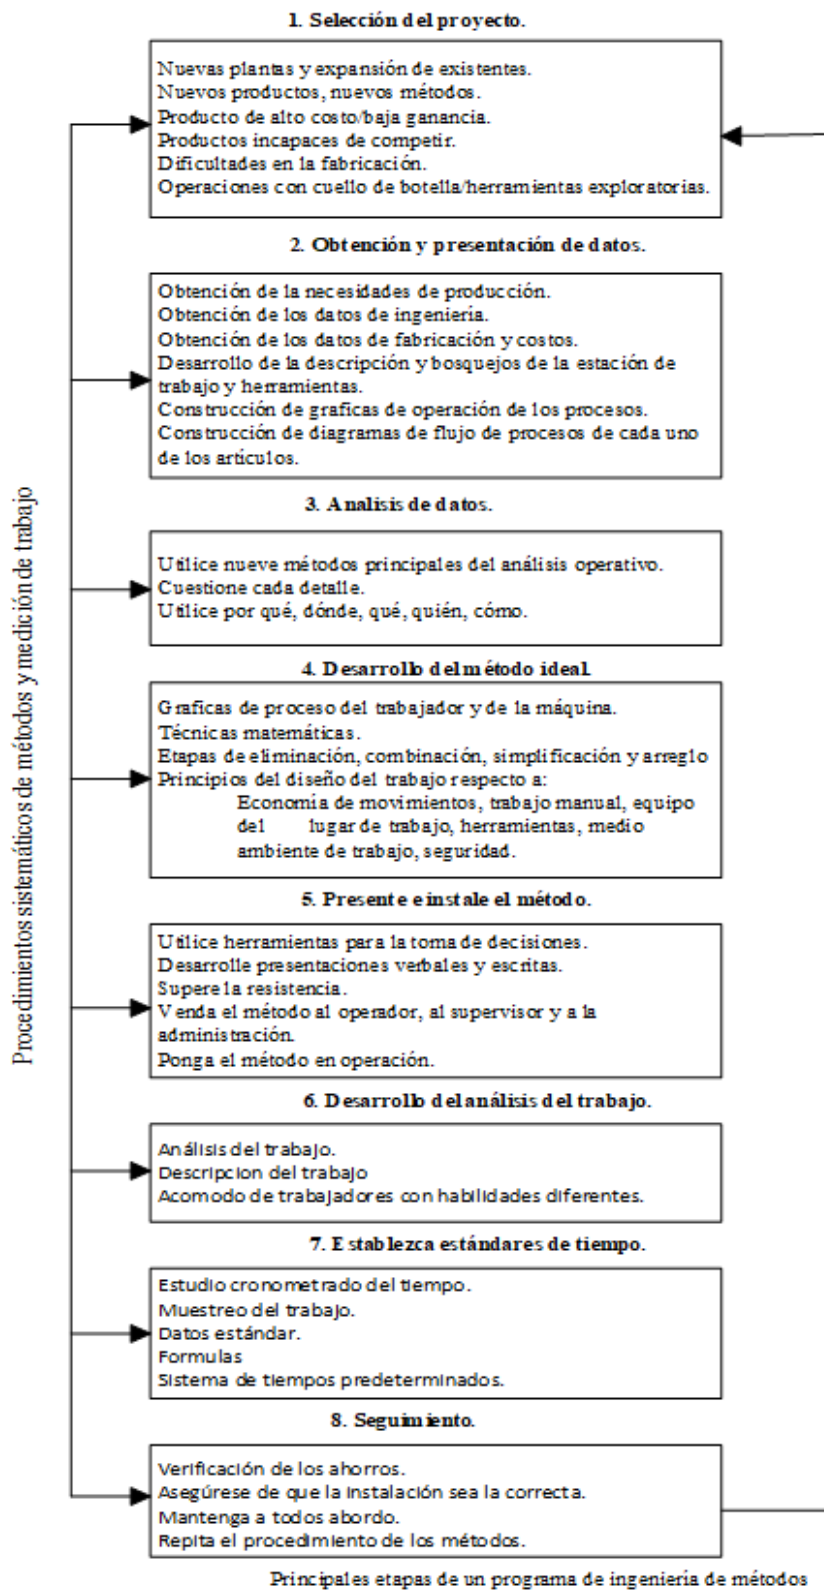 1. Selección del proyecto.
Nuevas plantas y expansión de existentes.
Nuevos productos, nuevos métodos.
Producto de alto costo/baja ganancia.
Productos incapaces de competir.
Dificultades en la fabricación.
Operaciones con cuello de botella/herramientas exploratorias.
2. Obtención y presentación de datos.
Obtención de la necesidades de producción.
Obtención de los datos de ingeniería.
Obtención de los datos de fabricación y costos.
Desarrollo de la descripción y bosquejos de la estación de
trabajo y herramientas.
Construcción de graficas de operación de los procesos.
Construcción de diagramas de flujo de procesos de cada uno
de los artículos.
3. Analisis de datos.
Utilice nueve métodos principales del análisis operativo.
Cuestione cada detalle.
Utilice por qué, dónde, qué, quién, cómo.
4. Desarrollo del método ideal.
Graficas de proceso del trabajador y de la máquina.
Técnicas matemáticas.
Etapas de eliminación, combinación, simplificación y arreglo
Principios del diseño del trabajo respecto a:
Economía de movimientos, trabajo manual, equipo
del lugar de trabajo, herramientas, medio
ambiente de trabajo, seguridad.
5. Presente e instale el método.
Utilice herramientas para la toma de decisiones.
Desarrolle presentaciones verbales y escritas.
Supere la resistencia.
Venda el método al operador, al supervisor y a la
administración.
Ponga el método en operación.
6. Desarrollo del análisis del trabajo.
Análisis del trabajo.
Descripcion del trabajo
Acomodo de trabajadores con habilidades diferentes.
7. Establezca estándares de tiempo.
Estudio cronometrado del tiempo.
Muestreo del trabajo.
Datos estándar.
Formulas
Sistema de tiempos predeterminados.
8. Seguimiento.
Verificación de los ahorros.
Asegúrese de que la instalación sea la correcta.
Mantenga a todos abordo.
Repita el procedimiento de los métodos.
Procedimientos sistemáticos de métodos y medición de trabajo
Principales etapas de un programa de ingeniería de métodos